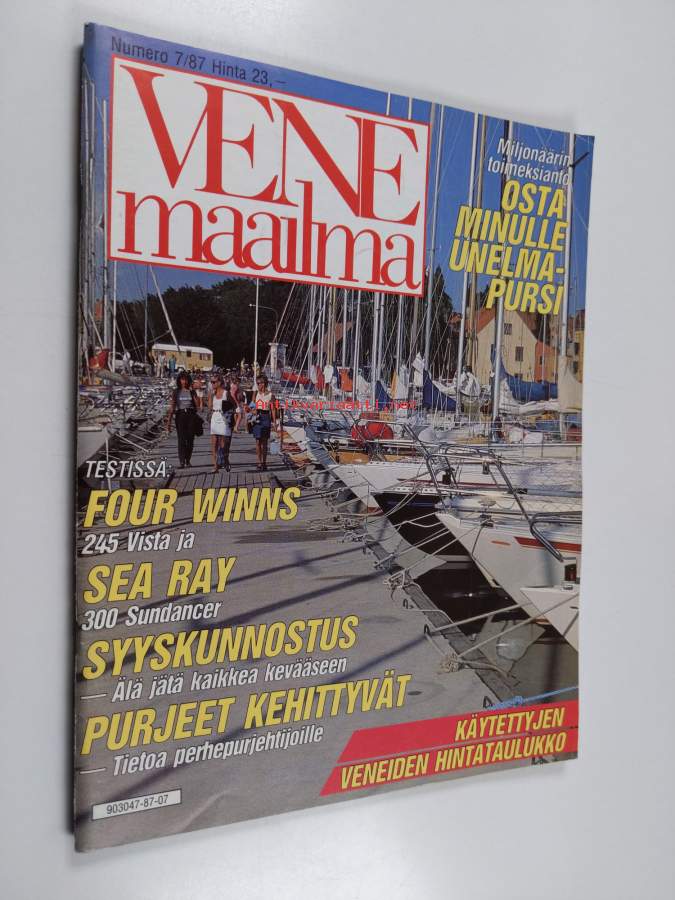 Numero 7/87 Hinta 23,–
VENE
maailma
Miljonäärin
toimeksianto
OSTA
MINULLE
UNELMA-
PURSI
Antikvariaatti.net
TESTISSÄ:
FOUR WINNS
245 Vista ja
SEA RAY
300 Sundancer
SYYSKUNNOSTUS
— Älä jätä kaikkea kevääseen
PURJEET KEHITTYVÄT
— Tietoa perhepurjehtijoille
KÄYTETTYJEN
VENEIDEN HINTATAULUKKO
903047-87-07